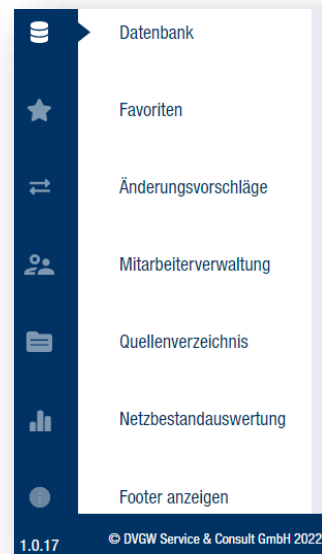 Datenbank
Favoriten
Änderungsvorschläge
Mitarbeiterverwaltung
Quellenverzeichnis
Netzbestandauswertung
Footer anzeigen
1.0.17 © DVGW Service & Consult GmbH 2022